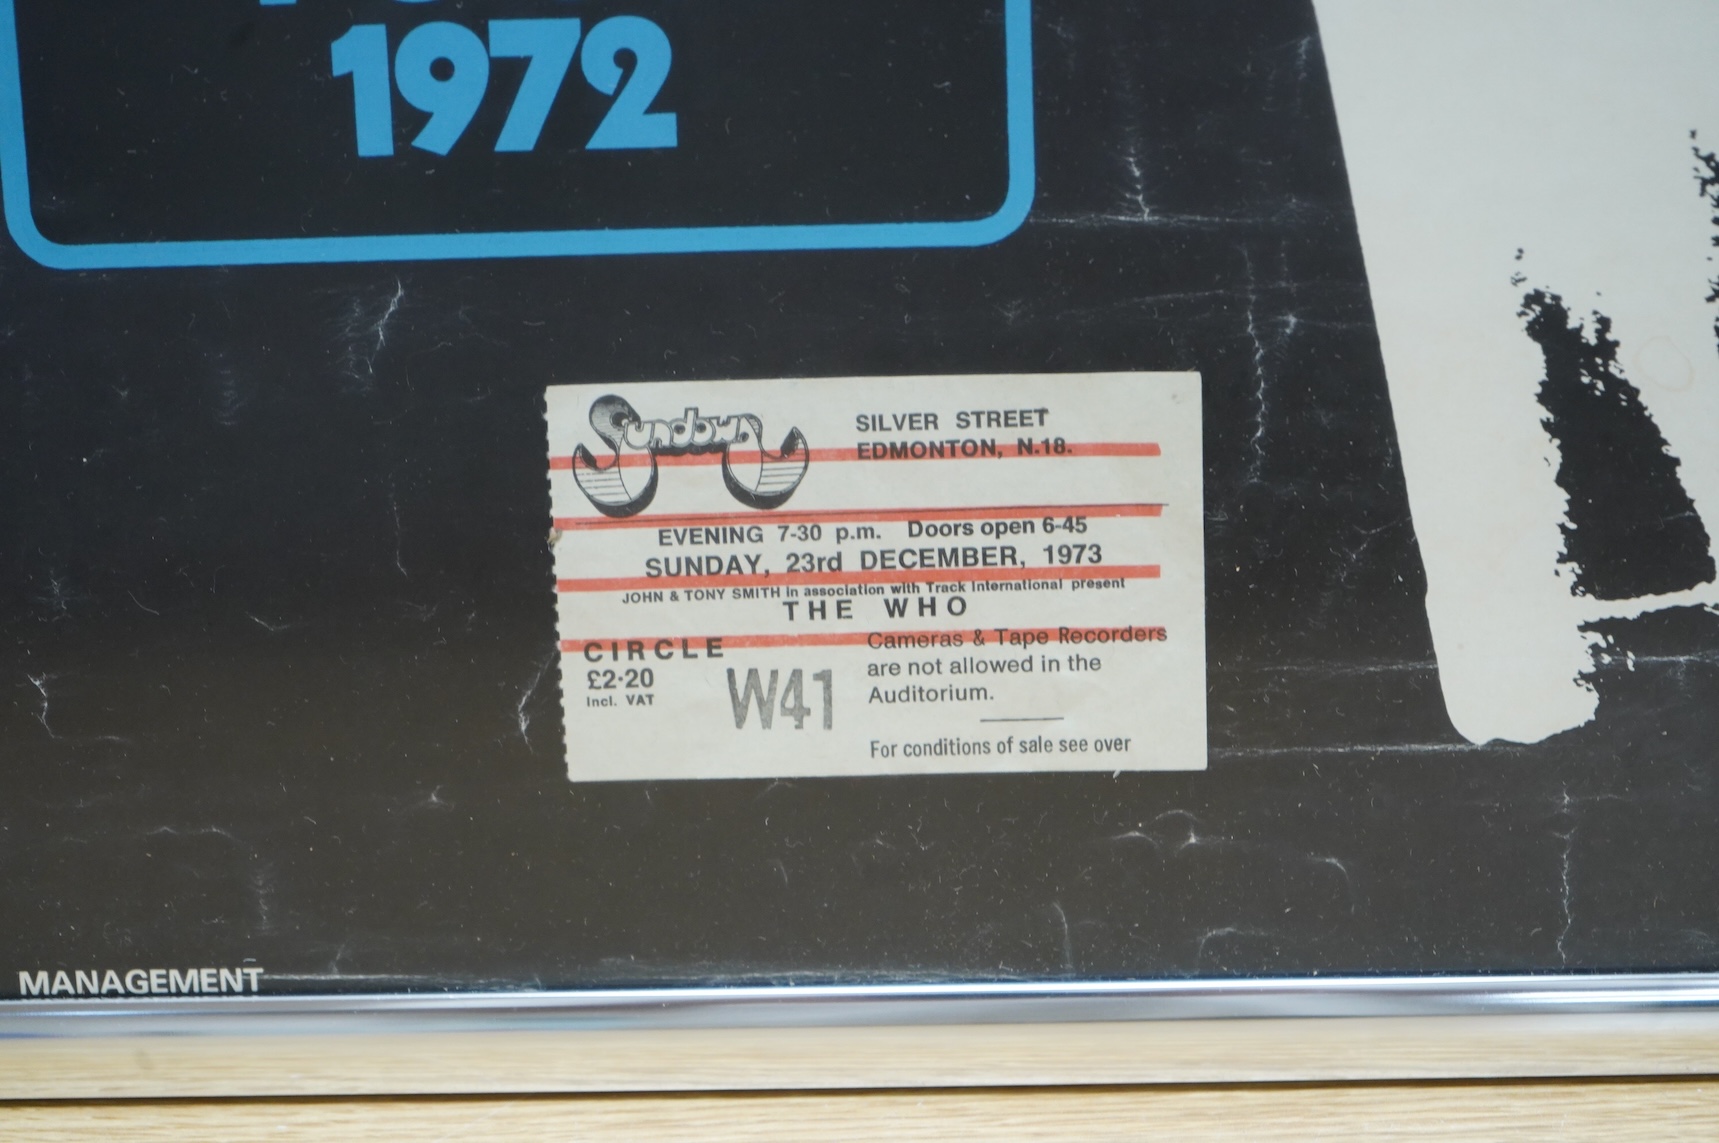 1972
Sundown
SILVER STREET
EDMONTON, N.18.
EVENING 7-30 p.m. Doors open 6-45
SUNDAY, 23rd DECEMBER, 1973
JOHN & TONY SMITH in association with Track International present
THE WHO
CIRCLE
£2·20
Incl. VAT
W41
Cameras & Tape Recorders
are not allowed in the
Auditorium.
For conditions of sale see over
MANAGEMENT